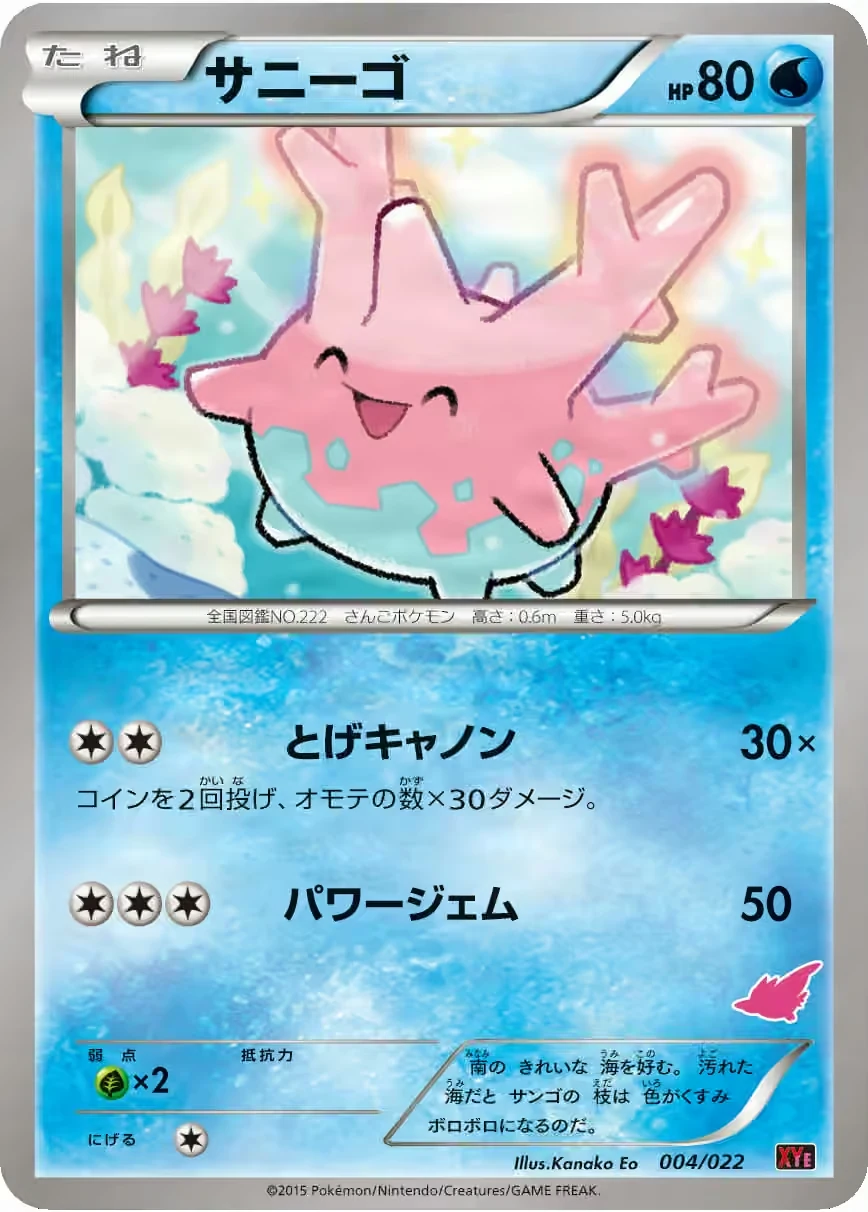 たね サニーゴ HP80
全国図鑑NO.222 さんごポケモン 高さ:0.6m 重さ:5.0kg
とげキャノン 30×
コインを2回投げ、オモテの数×30ダメージ。
パワージェム 50
弱点 抵抗力
×2
にげる
南の きれいな 海を好む。汚れた
海だと サンゴの 枝は 色がくすみ
ボロボロになるのだ。
Illus.Kanako Eo 004/022 XYE
©2015 Pokémon/Nintendo/Creatures/GAME FREAK.